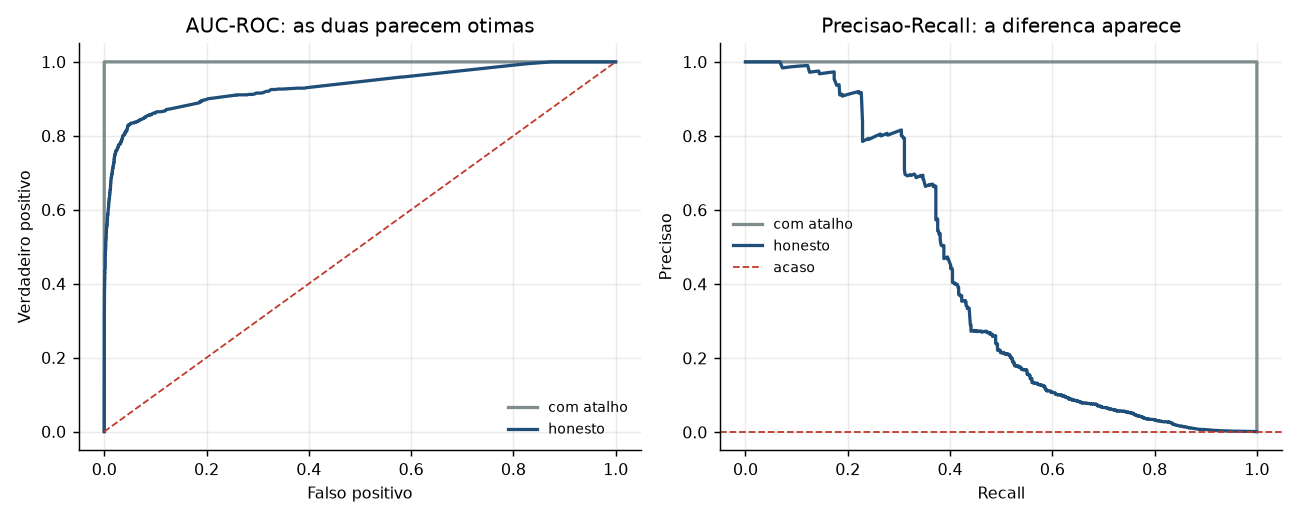 AUC-ROC: as duas parecem otimas
Verdadeiro positivo
1.0
0.8
0.6
0.4
0.2
0.0
com atalho
honesto
0.0 0.2 0.4 0.6 0.8 1.0
Falso positivo
Precisao-Recall: a diferenca aparece
Precisao
1.0
0.8
0.6
0.4
0.2
0.0
com atalho
honesto
acaso
0.0 0.2 0.4 0.6 0.8 1.0
Recall